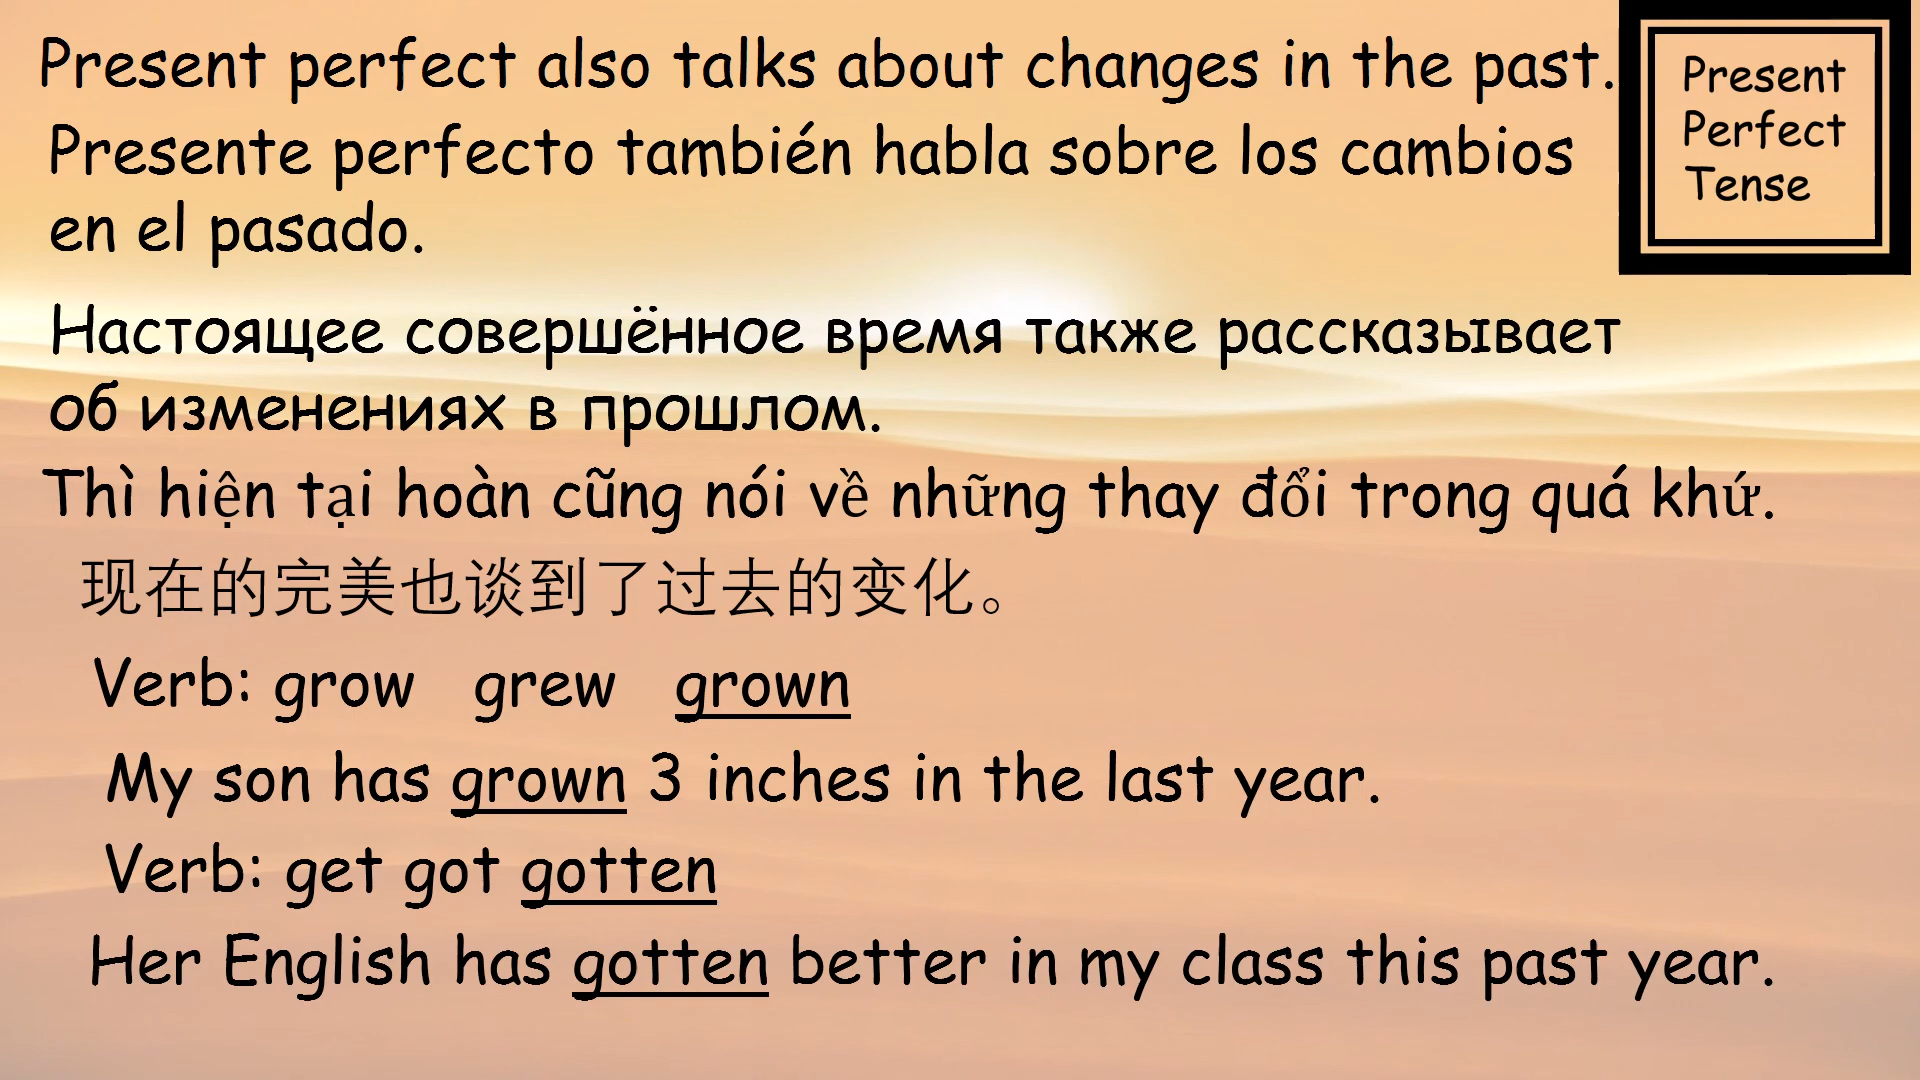 Present perfect also talks about changes in the past.
Presente perfecto también habla sobre los cambios
en el pasado.
Настоящее совершённое время также рассказывает
об изменениях в прошлом.
Thì hiện tại hoàn cũng nói về những thay đổi trong quá khứ.
现在的完美也谈到了过去的变化。
Verb: grow grew grown
My son has grown 3 inches in the last year.
Verb: get got gotten
Her English has gotten better in my class this past year.
Present
Perfect
Tense